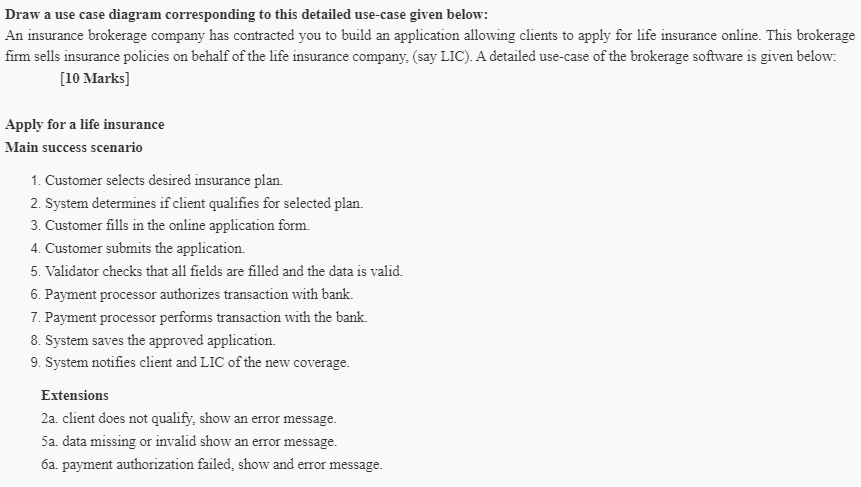 Draw a use case diagram corresponding to this detailed use-case given below:
An insurance brokerage company has contracted you to build an application allowing clients to apply for life insurance online. This brokerage
firm sells insurance policies on behalf of the life insurance company, (say LIC). A detailed use-case of the brokerage software is given below:
[10 Marks]
Apply for a life insurance
Main success scenario
1. Customer selects desired insurance plan.
2. System determines if client qualifies for selected plan.
3. Customer fills in the online application form.
4. Customer submits the application.
5. Validator checks that all fields are filled and the data is valid.
6. Payment processor authorizes transaction with bank.
7. Payment processor performs transaction with the bank.
8. System saves the approved application.
9. System notifies client and LIC of the new coverage.
Extensions
2a. client does not qualify, show an error message.
5a. data missing or invalid show an error message.
6a. payment authorization failed, show and error message.